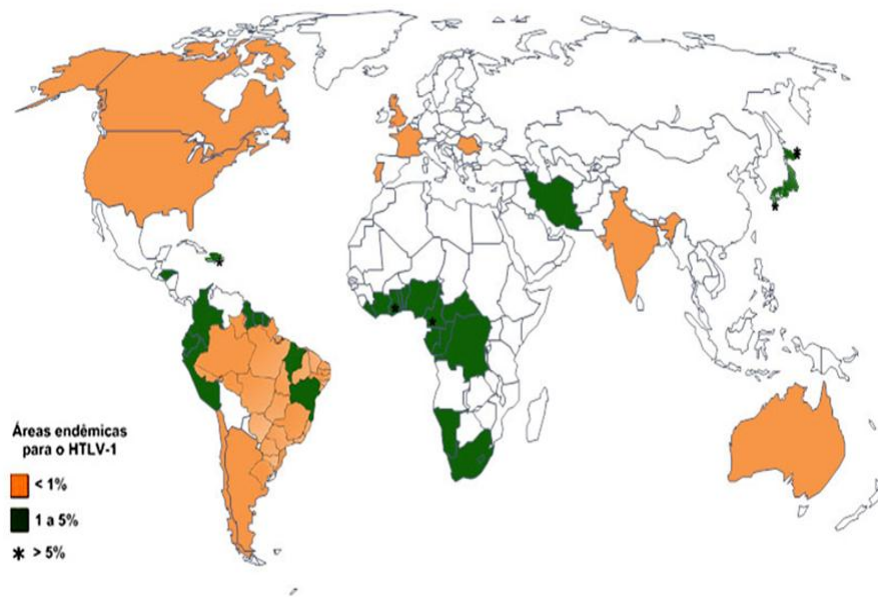 Áreas endêmicas
para o HTLV-1
< 1%
1 a 5%
* > 5%